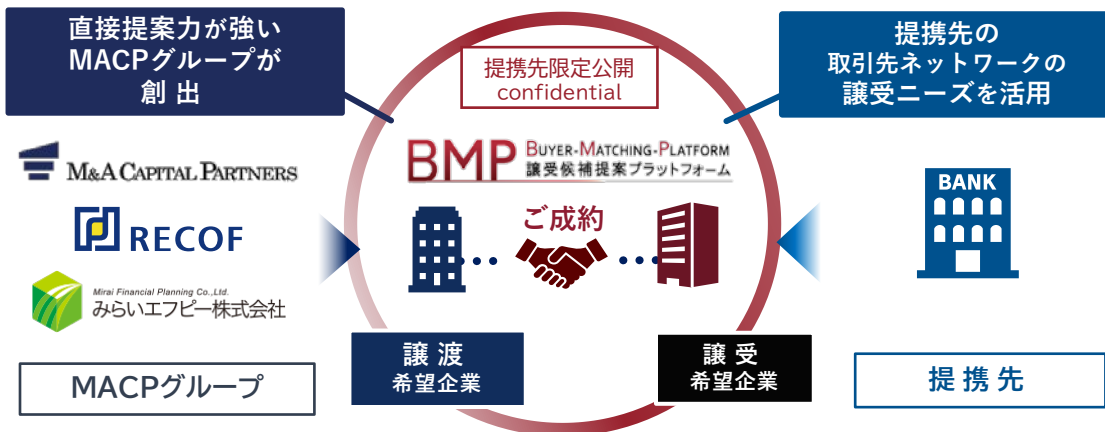 直接提案力が強い
MACPグループが
創出
M&A CAPITAL PARTNERS
RECOF
Mirai Financial Planning Co.,Ltd.
みらいエフピー株式会社
MACPグループ
提携先限定公開
confidential
BMP
BUYER-MATCHING-PLATFORM
譲受候補提案プラットフォーム
ご成約
譲渡
希望企業
譲受
希望企業
提携先の
取引先ネットワークの
譲受ニーズを活用
BANK
提携先